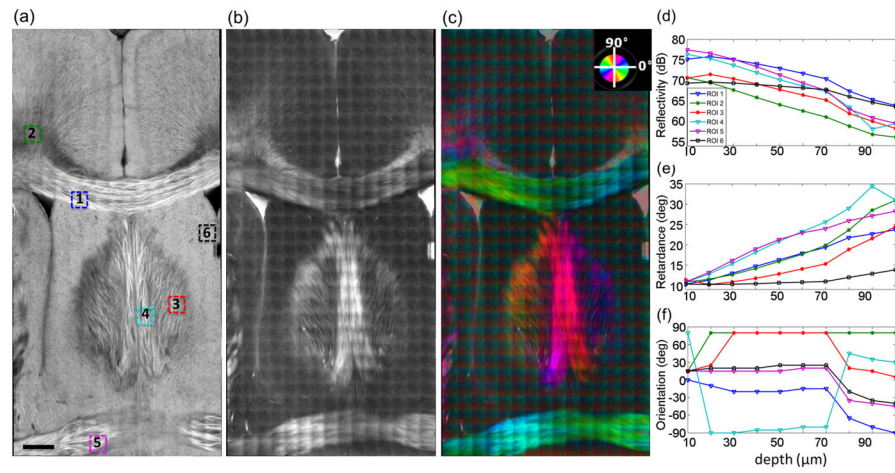 (a)
(b)
(c)
(d)
90°
0°
2
1
6
3
4
5
80
75
70
65
60
55
Reflectivity (dB)
ROI 1
ROI 2
ROI 3
ROI 4
ROI 5
ROI 6
10 30 50 70 90
(e)
35
30
25
20
15
10
Retardance (deg)
10 30 50 70 90
(f)
90
60
30
0
-30
-60
-90
Orientation (deg)
10 30 50 70 90
depth (μm)